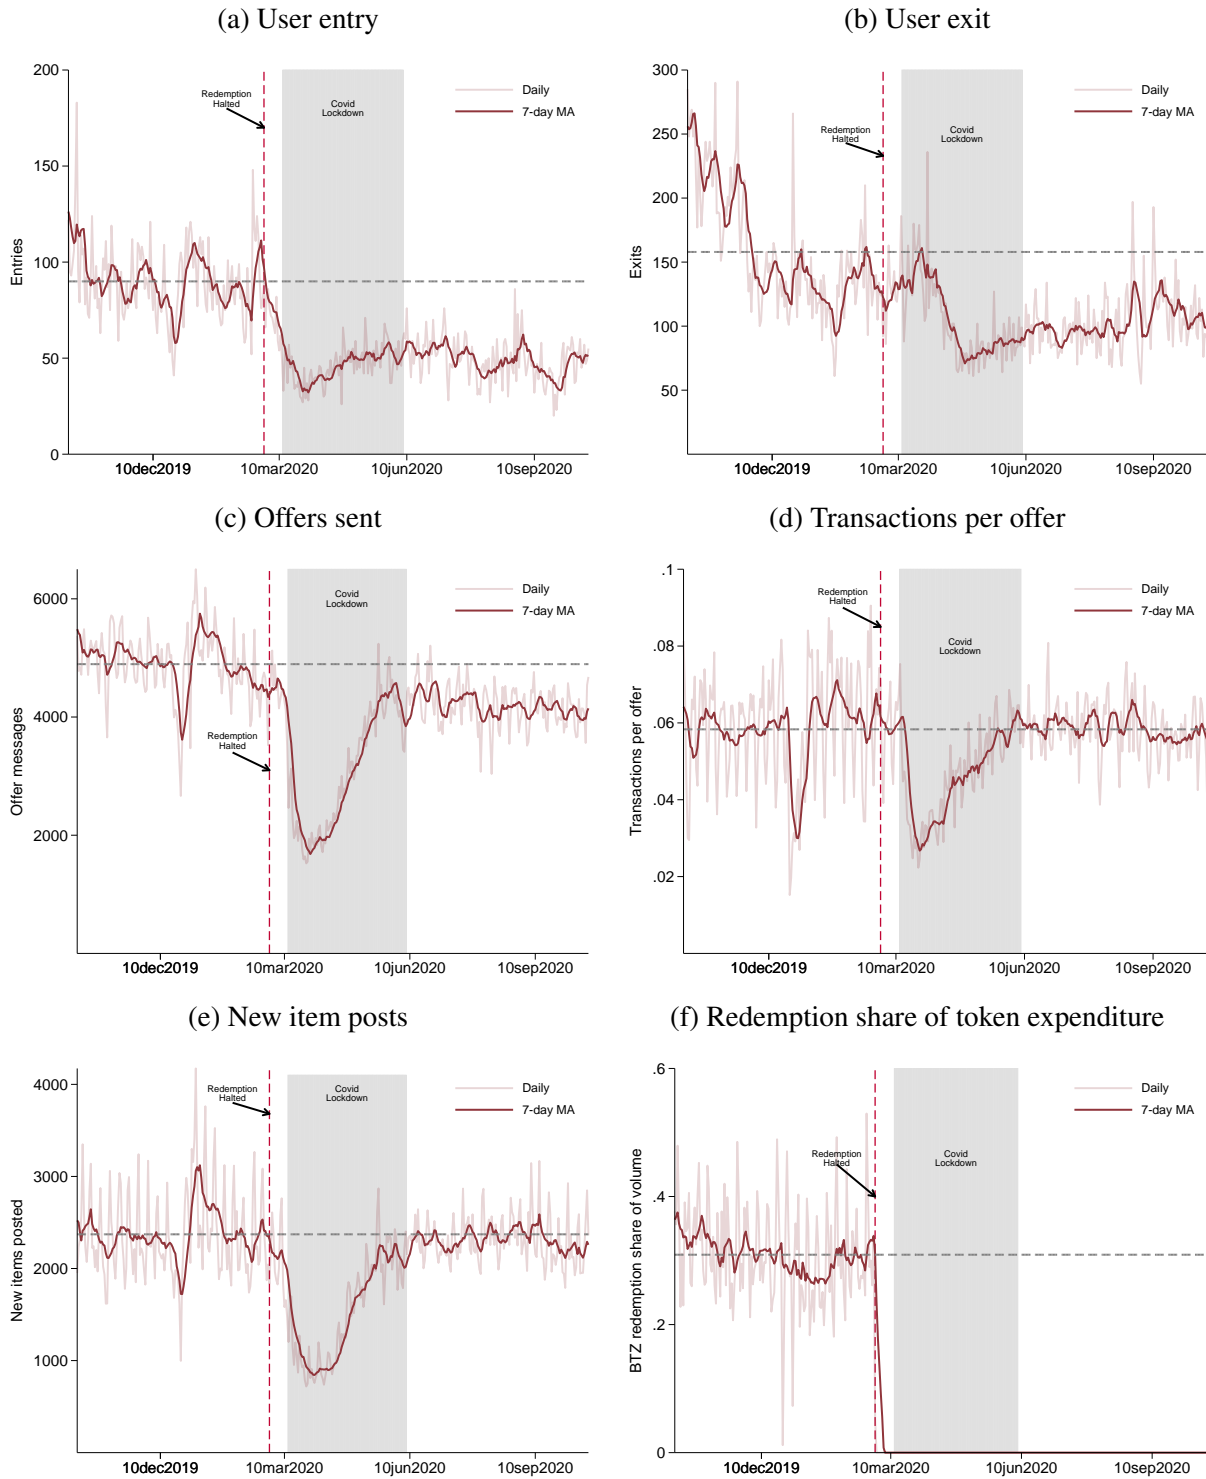 (a) User entry
200
150
100
50
0
Entries
Redemption
Halted
Covid
Lockdown
Daily
7-day MA
10dec2019
10mar2020
10jun2020
10sep2020
(b) User exit
300
250
200
150
100
50
Exits
Redemption
Halted
Covid
Lockdown
Daily
7-day MA
10dec2019
10mar2020
10jun2020
10sep2020
(c) Offers sent
6000
4000
2000
Offer messages
Covid
Lockdown
Redemption
Halted
Daily
7-day MA
10dec2019
10mar2020
10jun2020
10sep2020
(d) Transactions per offer
.1
.08
.06
.04
.02
Transactions per offer
Redemption
Halted
Covid
Lockdown
Daily
7-day MA
10dec2019
10mar2020
10jun2020
10sep2020
(e) New item posts
4000
3000
2000
1000
New items posted
Redemption
Halted
Covid
Lockdown
Daily
7-day MA
10dec2019
10mar2020
10jun2020
10sep2020
(f) Redemption share of token expenditure
.6
.4
.2
0
BTZ redemption share of volume
Redemption
Halted
Covid
Lockdown
Daily
7-day MA
10dec2019
10mar2020
10jun2020
10sep2020